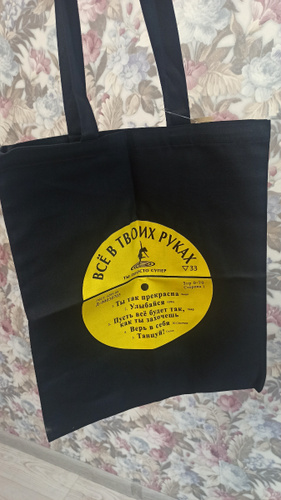 ВСЁ В ТВОИХ РУКАХ
ТЫ ПРОСТО СУПЕР
▽33
Ты так прекрасна
Улыбайся
Пусть всё будет так,
как ты захочешь
Верь в себя
Танцуй!